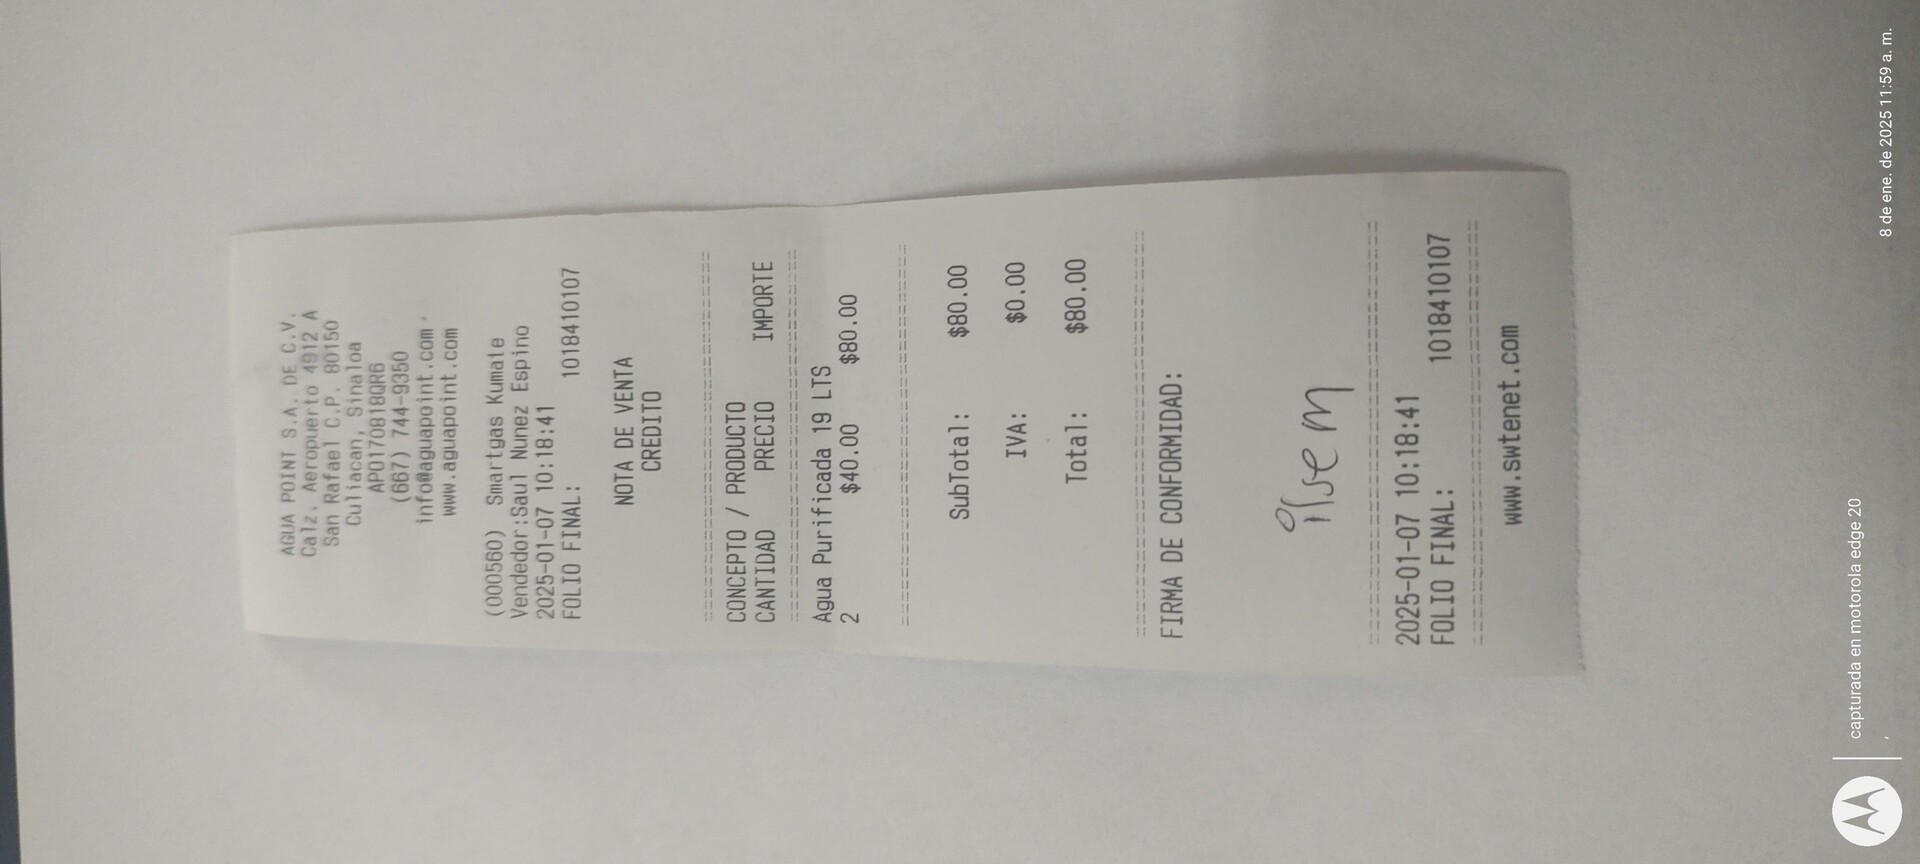 AGUA POINT S.A. DE C.V.
Calz. Aeropuerto 4912 A
San Rafael C.P. 80150
Culiacan, Sinaloa
APO170818QR6
(667) 744-9350
info@aguapoint.com,
www.aguapoint.com
(000560) Smartgas Kumate
Vendedor:Saul Nunez Espino
2025-01-07 10:18:41
FOLIO FINAL: 1018410107
NOTA DE VENTA
CREDITO
CONCEPTO / PRODUCTO
CANTIDAD PRECIO IMPORTE
Agua Purificada 19 LTS
2 $40.00 $80.00
SubTotal: $80.00
IVA: $0.00
Total: $80.00
FIRMA DE CONFORMIDAD:
ilsem
2025-01-07 10:18:41
FOLIO FINAL: 1018410107
www.swtenet.com
capturada en motorola edge 20
,
8 de ene. de 2025 11:59 a. m.